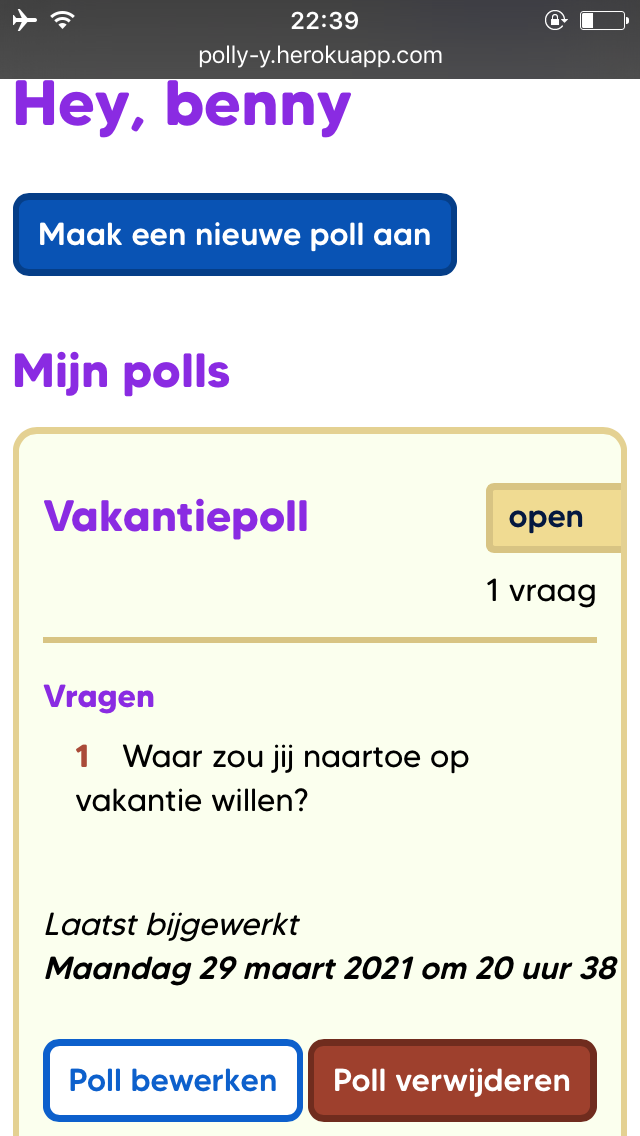 22:39
polly-y.herokuapp.com
Hey, benny
Maak een nieuwe poll aan
Mijn polls
Vakantiepoll
open
1 vraag
Vragen
1 Waar zou jij naartoe op
vakantie willen?
Laatst bijgewerkt
Maandag 29 maart 2021 om 20 uur 38
Poll bewerken
Poll verwijderen